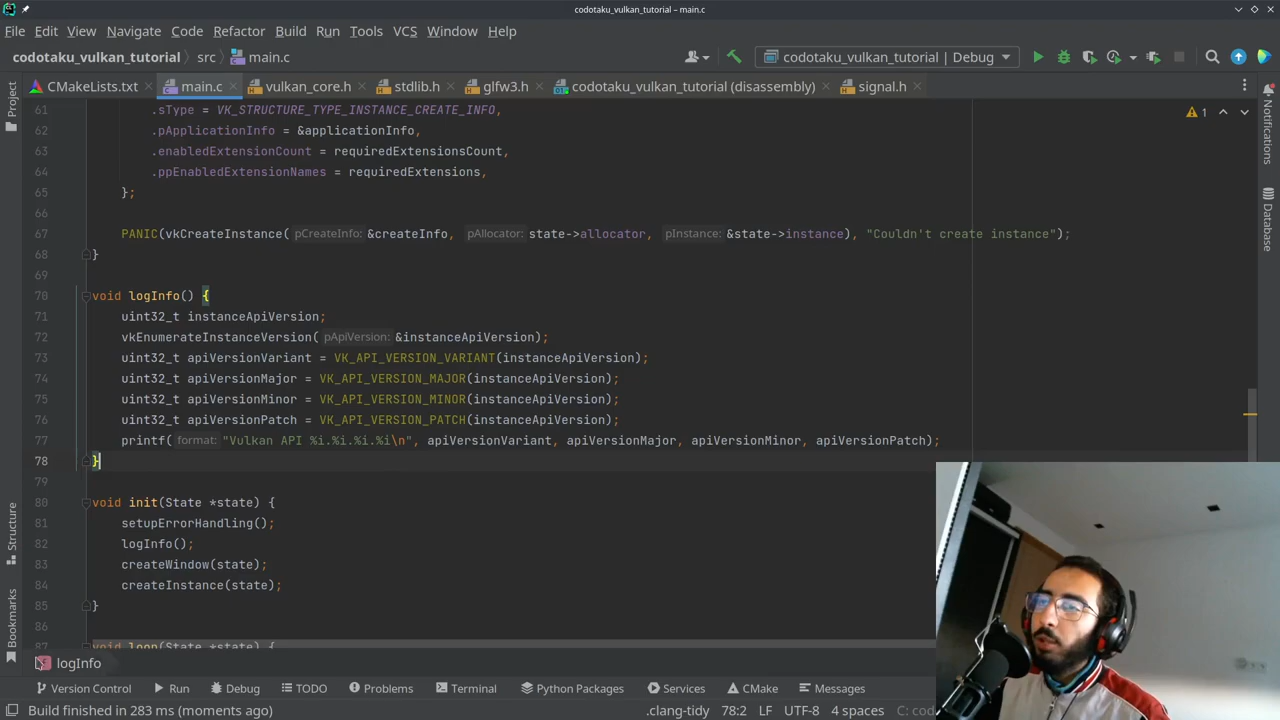 codotaku_vulkan_tutorial – main.c
File Edit View Navigate Code Refactor Build Run Tools VCS Window Help
codotaku_vulkan_tutorial src main.c codotaku_vulkan_tutorial | Debug
CMakeLists.txt main.c vulkan_core.h stdlib.h glfw3.h codotaku_vulkan_tutorial (disassembly) signal.h
Project
Structure
Bookmarks
Notifications
Database
1
61 .sType = VK_STRUCTURE_TYPE_INSTANCE_CREATE_INFO,
62 .pApplicationInfo = &applicationInfo,
63 .enabledExtensionCount = requiredExtensionsCount,
64 .ppEnabledExtensionNames = requiredExtensions,
65 };
66
67 PANIC(vkCreateInstance( pCreateInfo: &createInfo, pAllocator: state->allocator, pInstance: &state->instance), "Couldn't create instance");
68 }
69
70 void logInfo() {
71 uint32_t instanceApiVersion;
72 vkEnumerateInstanceVersion( pApiVersion: &instanceApiVersion);
73 uint32_t apiVersionVariant = VK_API_VERSION_VARIANT(instanceApiVersion);
74 uint32_t apiVersionMajor = VK_API_VERSION_MAJOR(instanceApiVersion);
75 uint32_t apiVersionMinor = VK_API_VERSION_MINOR(instanceApiVersion);
76 uint32_t apiVersionPatch = VK_API_VERSION_PATCH(instanceApiVersion);
77 printf( format: "Vulkan API %i.%i.%i.%i\n", apiVersionVariant, apiVersionMajor, apiVersionMinor, apiVersionPatch);
78 }
79
80 void init(State *state) {
81 setupErrorHandling();
82 logInfo();
83 createWindow(state);
84 createInstance(state);
85 }
86
87 void loop(State *state) {
logInfo
Version Control Run Debug TODO Problems Terminal Python Packages Services CMake Messages
Build finished in 283 ms (moments ago) .clang-tidy 78:2 LF UTF-8 4 spaces C: cod